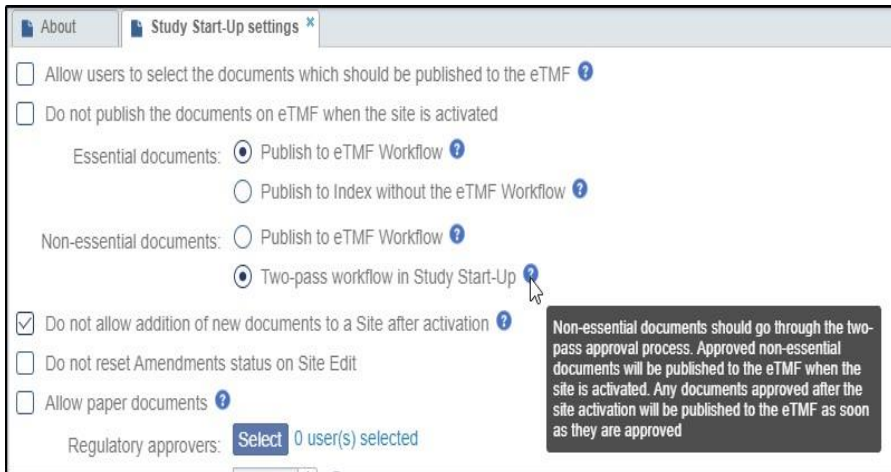 About Study Start-Up settings ×
Allow users to select the documents which should be published to the eTMF ?
Do not publish the documents on eTMF when the site is activated
Essential documents: Publish to eTMF Workflow ?
Publish to Index without the eTMF Workflow ?
Non-essential documents: Publish to eTMF Workflow ?
Two-pass workflow in Study Start-Up ?
Do not allow addition of new documents to a Site after activation ?
Do not reset Amendments status on Site Edit
Allow paper documents ?
Regulatory approvers: Select 0 user(s) selected
Non-essential documents should go through the two-
pass approval process. Approved non-essential
documents will be published to the eTMF when the
site is activated. Any documents approved after the
site activation will be published to the eTMF as soon
as they are approved